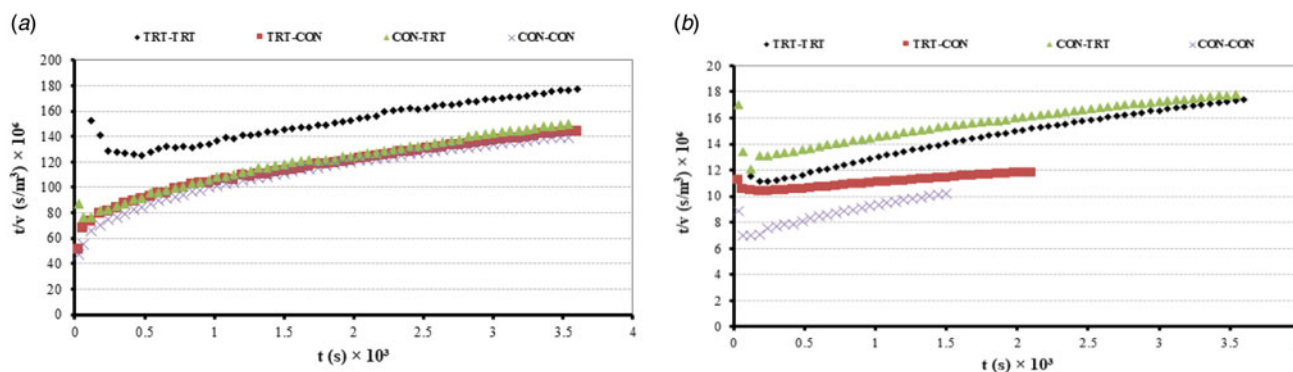 (a)
TRT-TRT TRT-CON CON-TRT CON-CON
200
180
160
140
120
100
80
60
40
20
0
t/v (s/m³) × 10⁶
0 0.5 1 1.5 2 2.5 3 3.5 4
t (s) × 10³
(b)
TRT-TRT TRT-CON CON-TRT CON-CON
20
18
16
14
12
10
8
6
4
2
0
t/v (s/m³) × 10⁶
0 0.5 1 1.5 2 2.5 3 3.5 4
t (s) × 10³